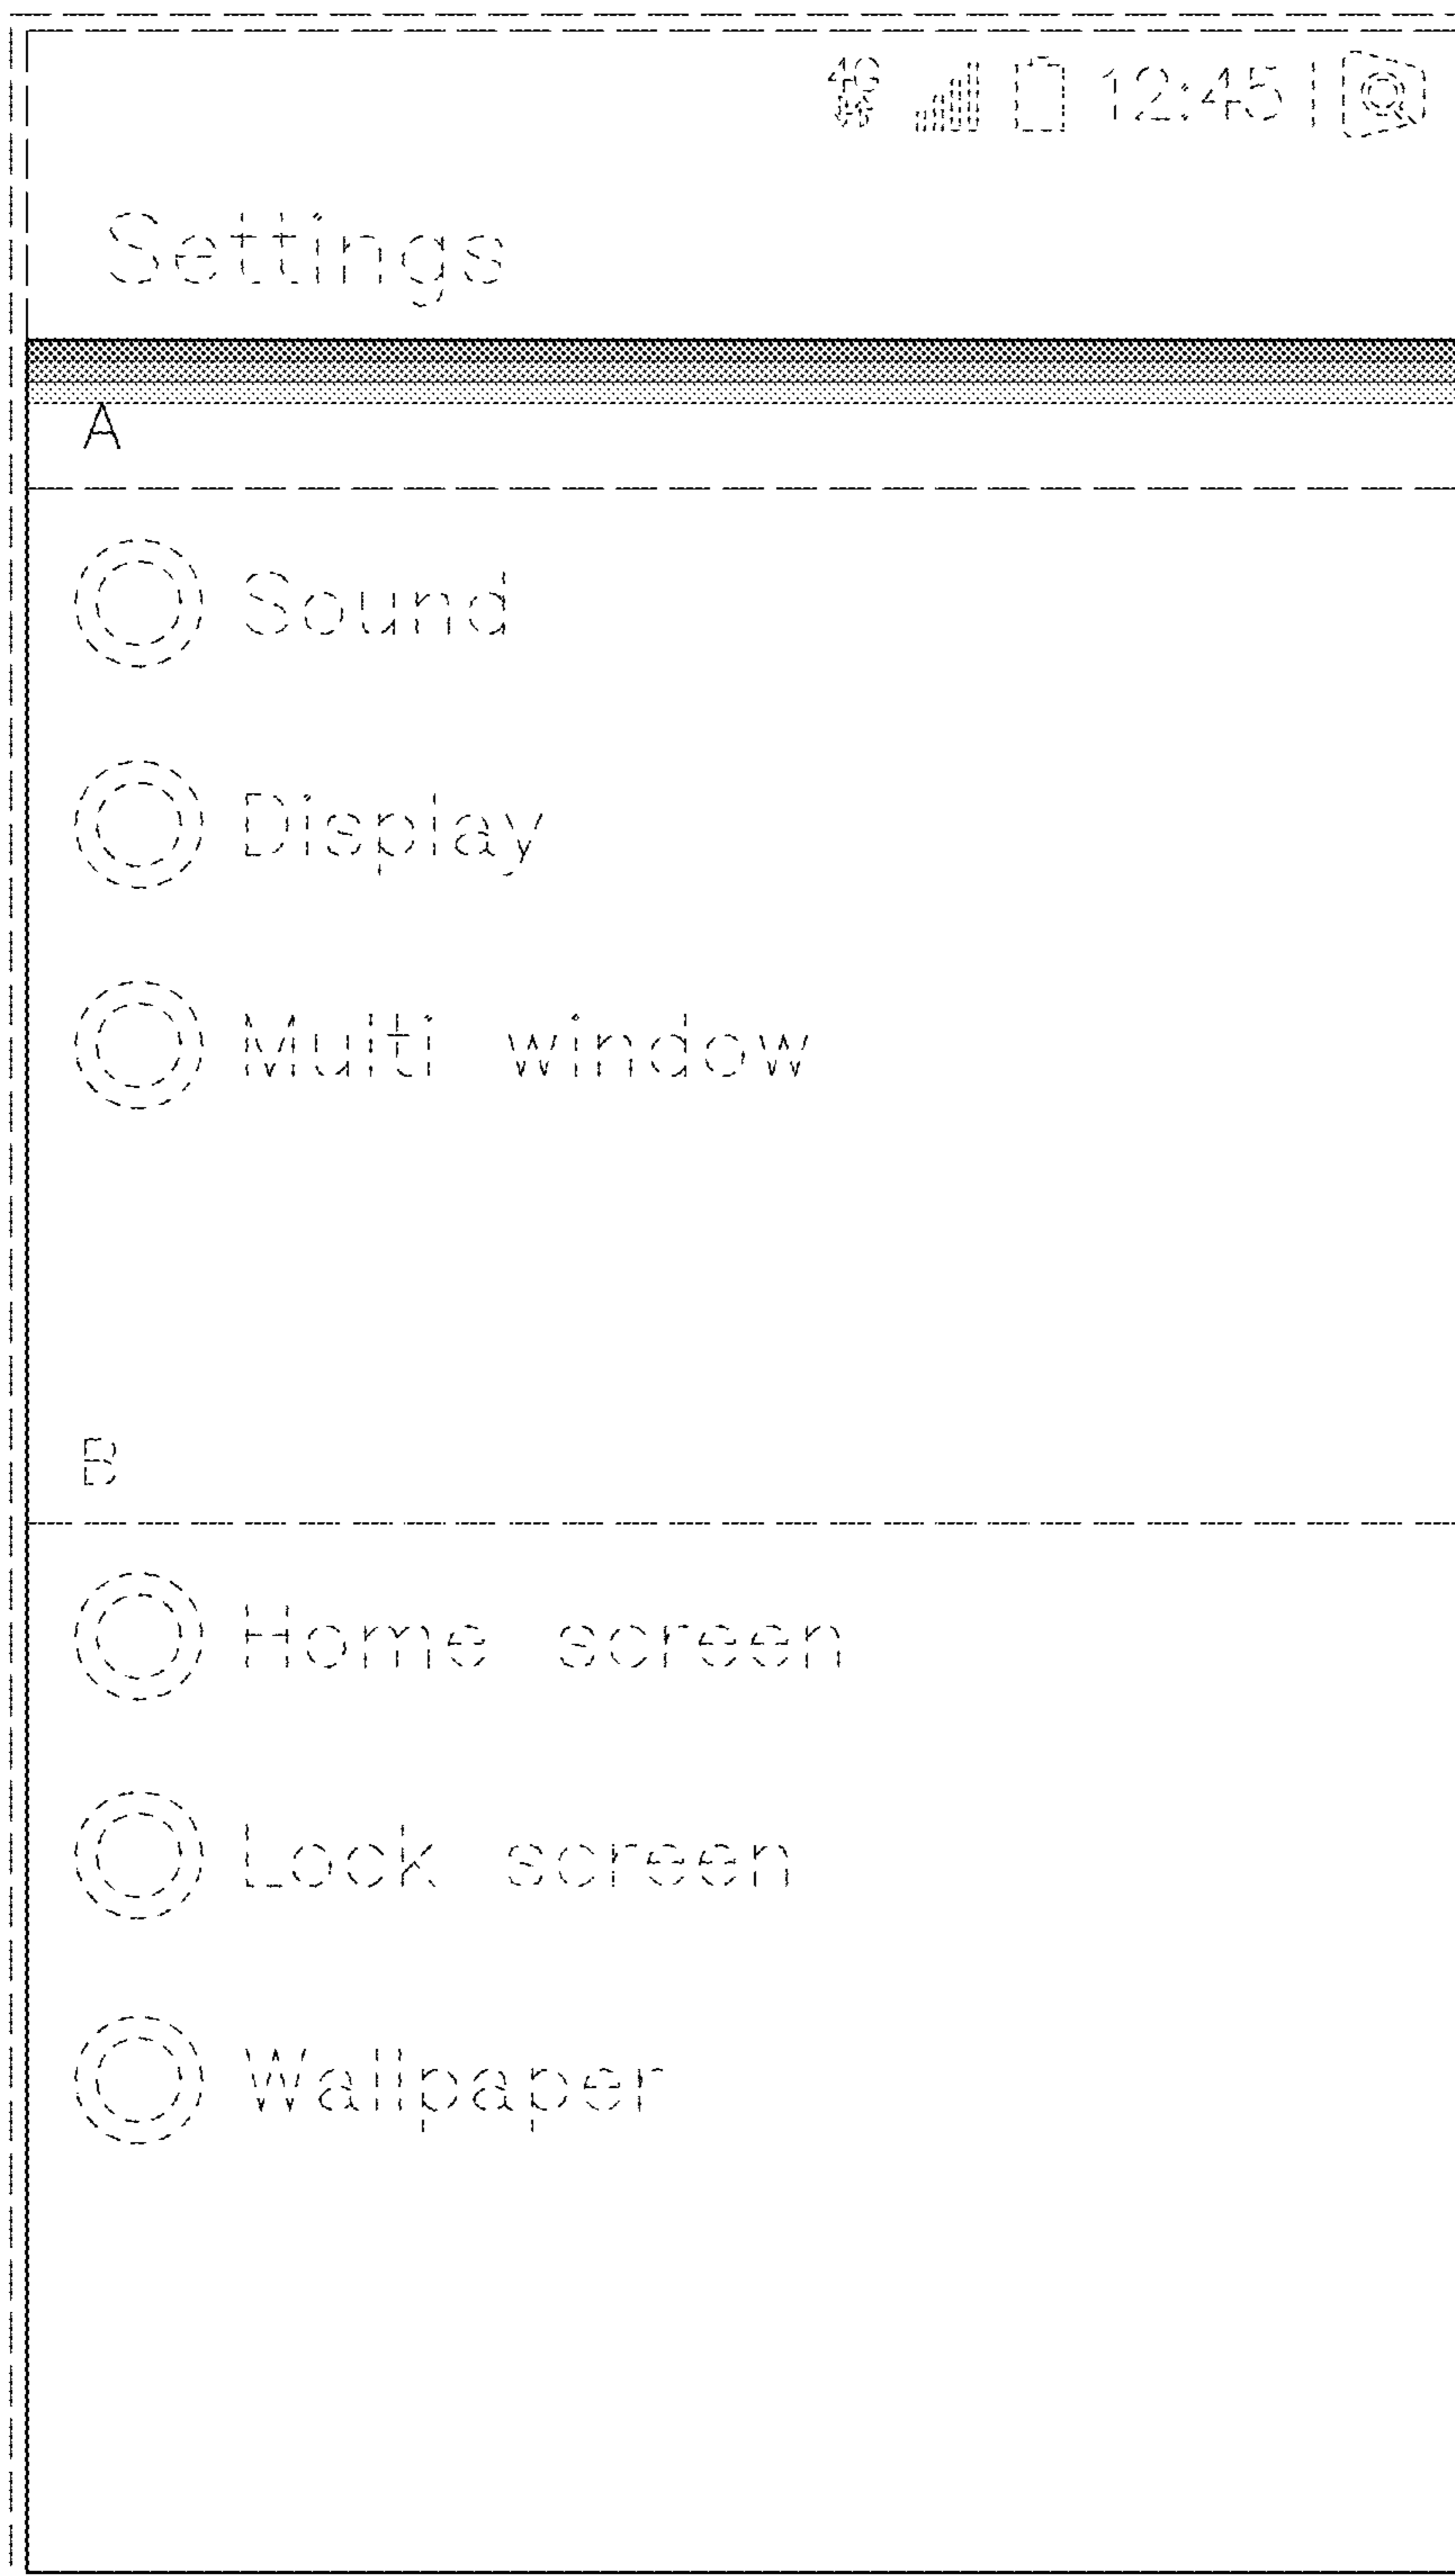 4G 12:45
Settings
A
Sound
Display
Multi window
B
Home screen
Lock screen
Wallpaper